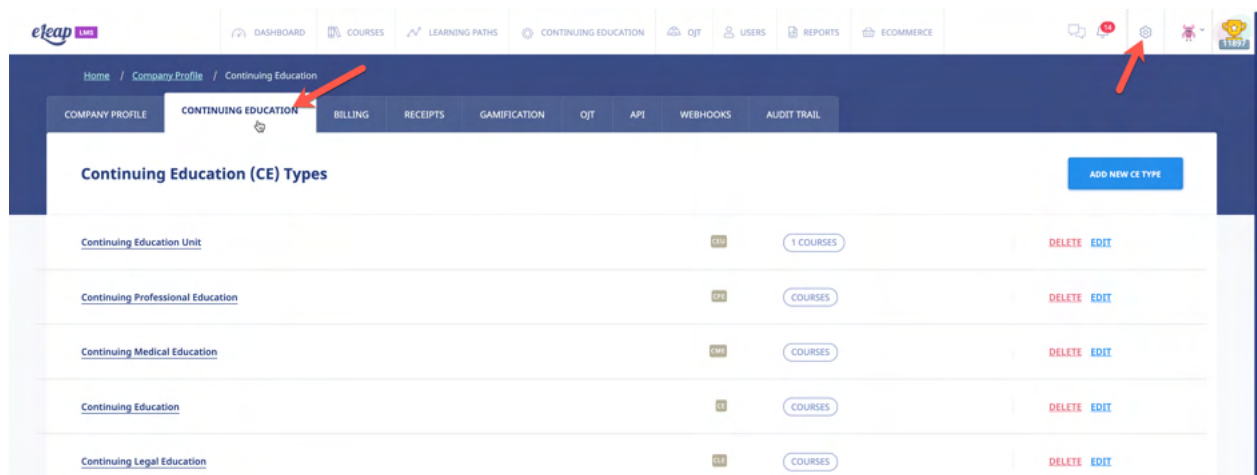 eleap LMS DASHBOARD COURSES LEARNING PATHS CONTINUING EDUCATION OJT USERS REPORTS ECOMMERCE 14 11897
Home / Company Profile / Continuing Education
COMPANY PROFILE CONTINUING EDUCATION BILLING RECEIPTS GAMIFICATION OJT API WEBHOOKS AUDIT TRAIL
Continuing Education (CE) Types ADD NEW CE TYPE
Continuing Education Unit CEU 1 COURSES DELETE EDIT
Continuing Professional Education CPE COURSES DELETE EDIT
Continuing Medical Education CME COURSES DELETE EDIT
Continuing Education CE COURSES DELETE EDIT
Continuing Legal Education CLE COURSES DELETE EDIT